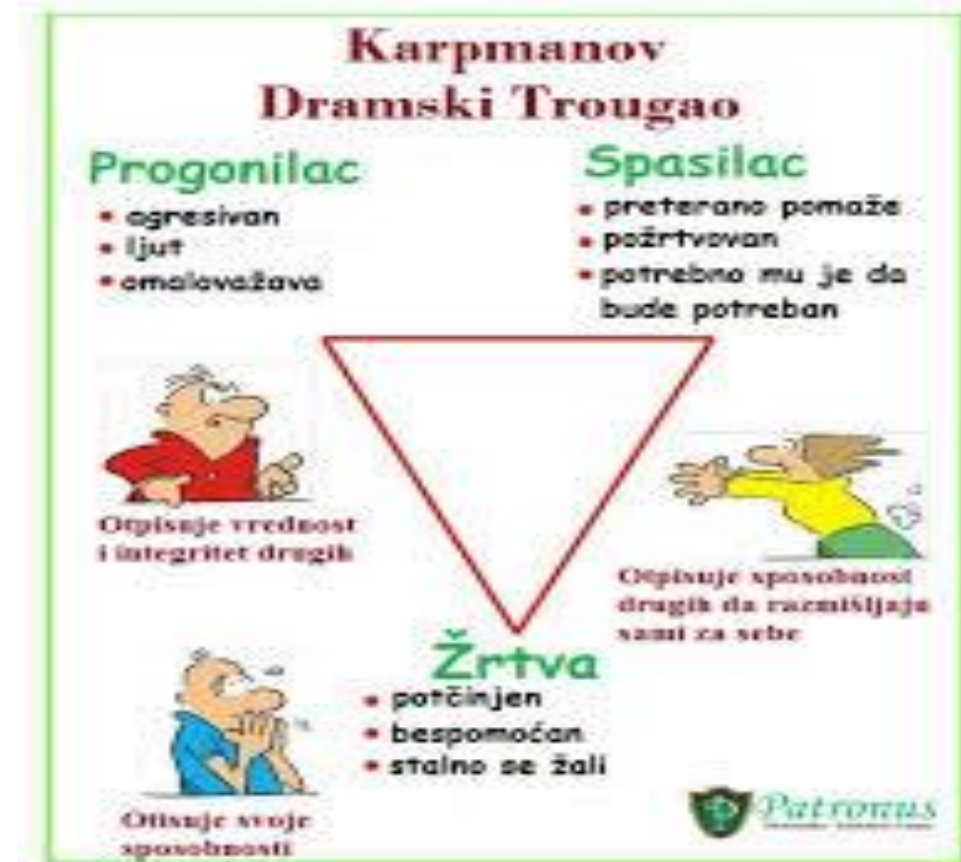 Karpmanov
Dramski Trougao
Progonilac
• agresivan
• ljut
• omalovažava
Spasilac
• preterano pomaže
• požrtvovan
• potrebno mu je da
bude potreban
Otpisuje vrednost
i integritet drugih
Otpisuje sposobnost
drugih da razmišljaju
sami za sebe
Žrtva
• potčinjen
• bespomoćan
• stalno se žali
Otisuje svoje
sposobnosti
Patronus